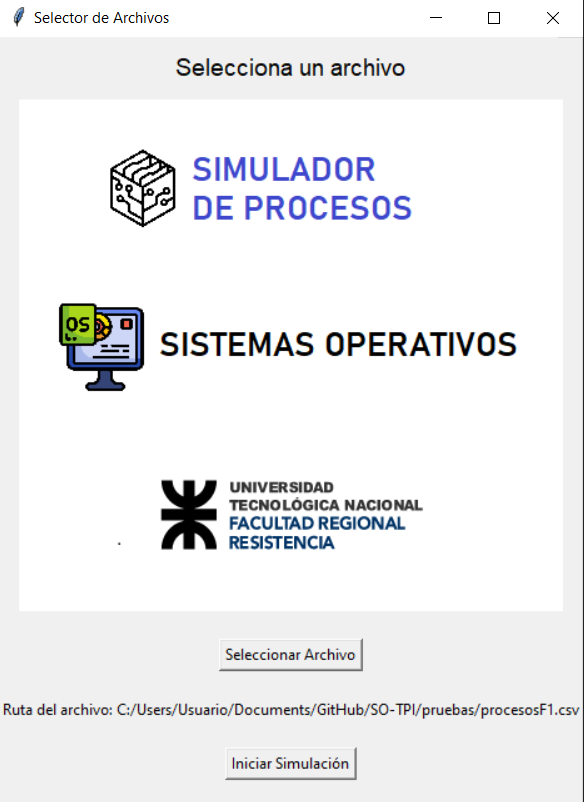 Selector de Archivos
Selecciona un archivo
SIMULADOR
DE PROCESOS
OS
SISTEMAS OPERATIVOS
UNIVERSIDAD
TECNOLÓGICA NACIONAL
FACULTAD REGIONAL
RESISTENCIA
Seleccionar Archivo
Ruta del archivo: C:/Users/Usuario/Documents/GitHub/SO-TPI/pruebas/procesosF1.csv
Iniciar Simulación